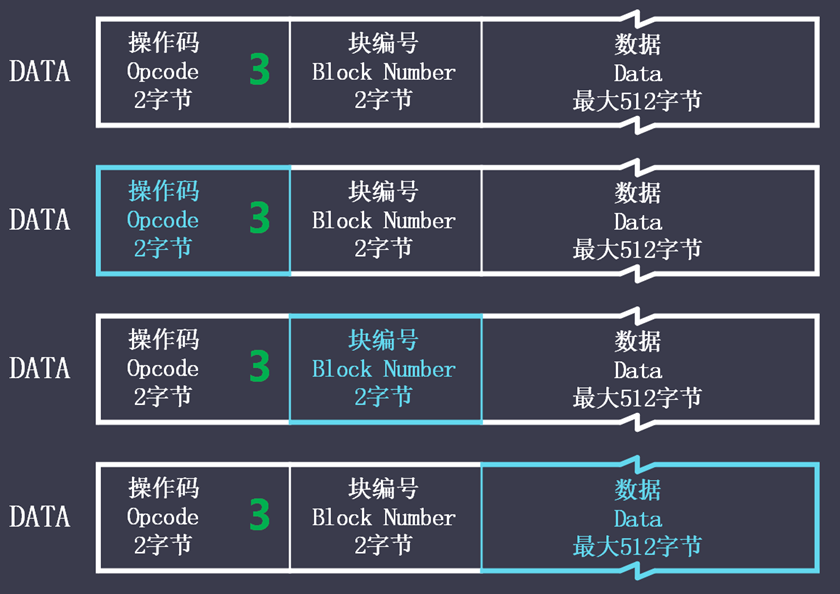 DATA
操作码
Opcode
2字节
3
块编号
Block Number
2字节
数据
Data
最大512字节
DATA
操作码
Opcode
2字节
3
块编号
Block Number
2字节
数据
Data
最大512字节
DATA
操作码
Opcode
2字节
3
块编号
Block Number
2字节
数据
Data
最大512字节
DATA
操作码
Opcode
2字节
3
块编号
Block Number
2字节
数据
Data
最大512字节